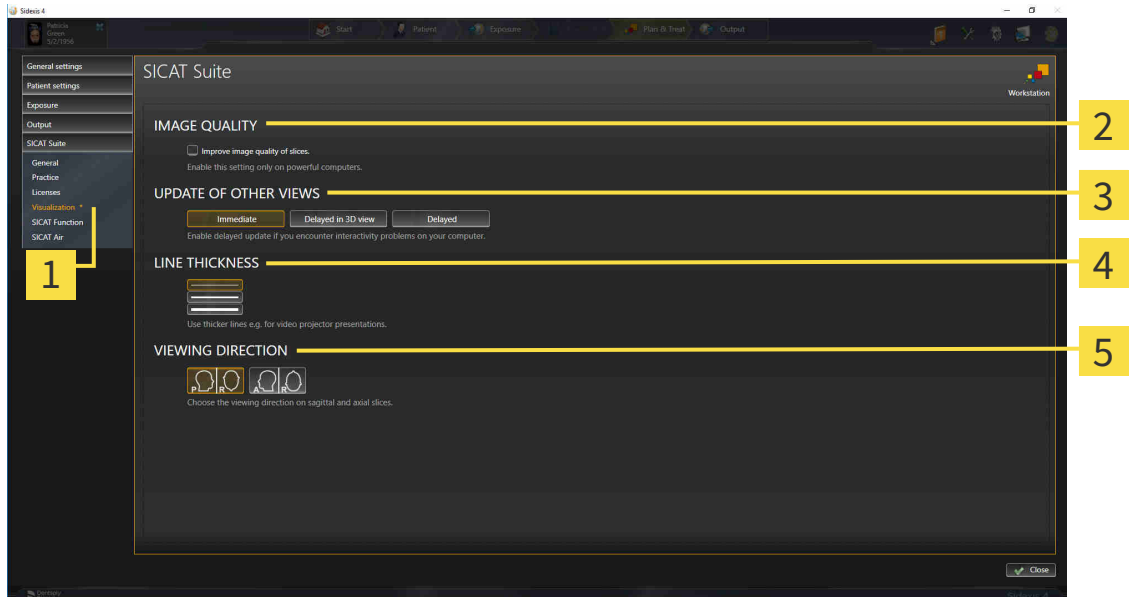 Sidexis 4
Patricia
Green
5/2/1956
Start
Patient
Exposure
Plan & Treat
Output
General settings
Patient settings
Exposure
Output
SICAT Suite
General
Practice
Licenses
Visualization *
SICAT Function
SICAT Air
1
SICAT Suite
Workstation
IMAGE QUALITY
2
Improve image quality of slices.
Enable this setting only on powerful computers.
UPDATE OF OTHER VIEWS
3
Immediate Delayed in 3D view Delayed
Enable delayed update if you encounter interactivity problems on your computer.
LINE THICKNESS
4
Use thicker lines e.g. for video projector presentations.
VIEWING DIRECTION
5
P R A R
Choose the viewing direction on sagittal and axial slices.
Close
Sidexis 4